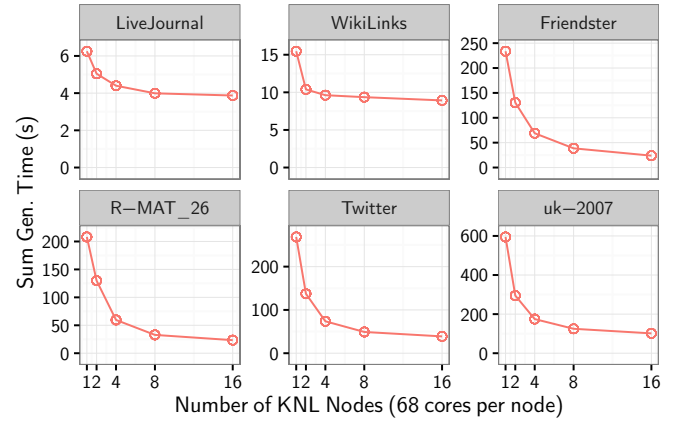 LiveJournal WikiLinks Friendster
6 4 2 0
15 10 5 0
250 200 150 100 50 0
R−MAT_26 Twitter uk−2007
200 150 100 50 0
200 100 0
600 400 200 0
1 2 4 8 16 1 2 4 8 16 1 2 4 8 16
Number of KNL Nodes (68 cores per node)
Sum Gen. Time (s)